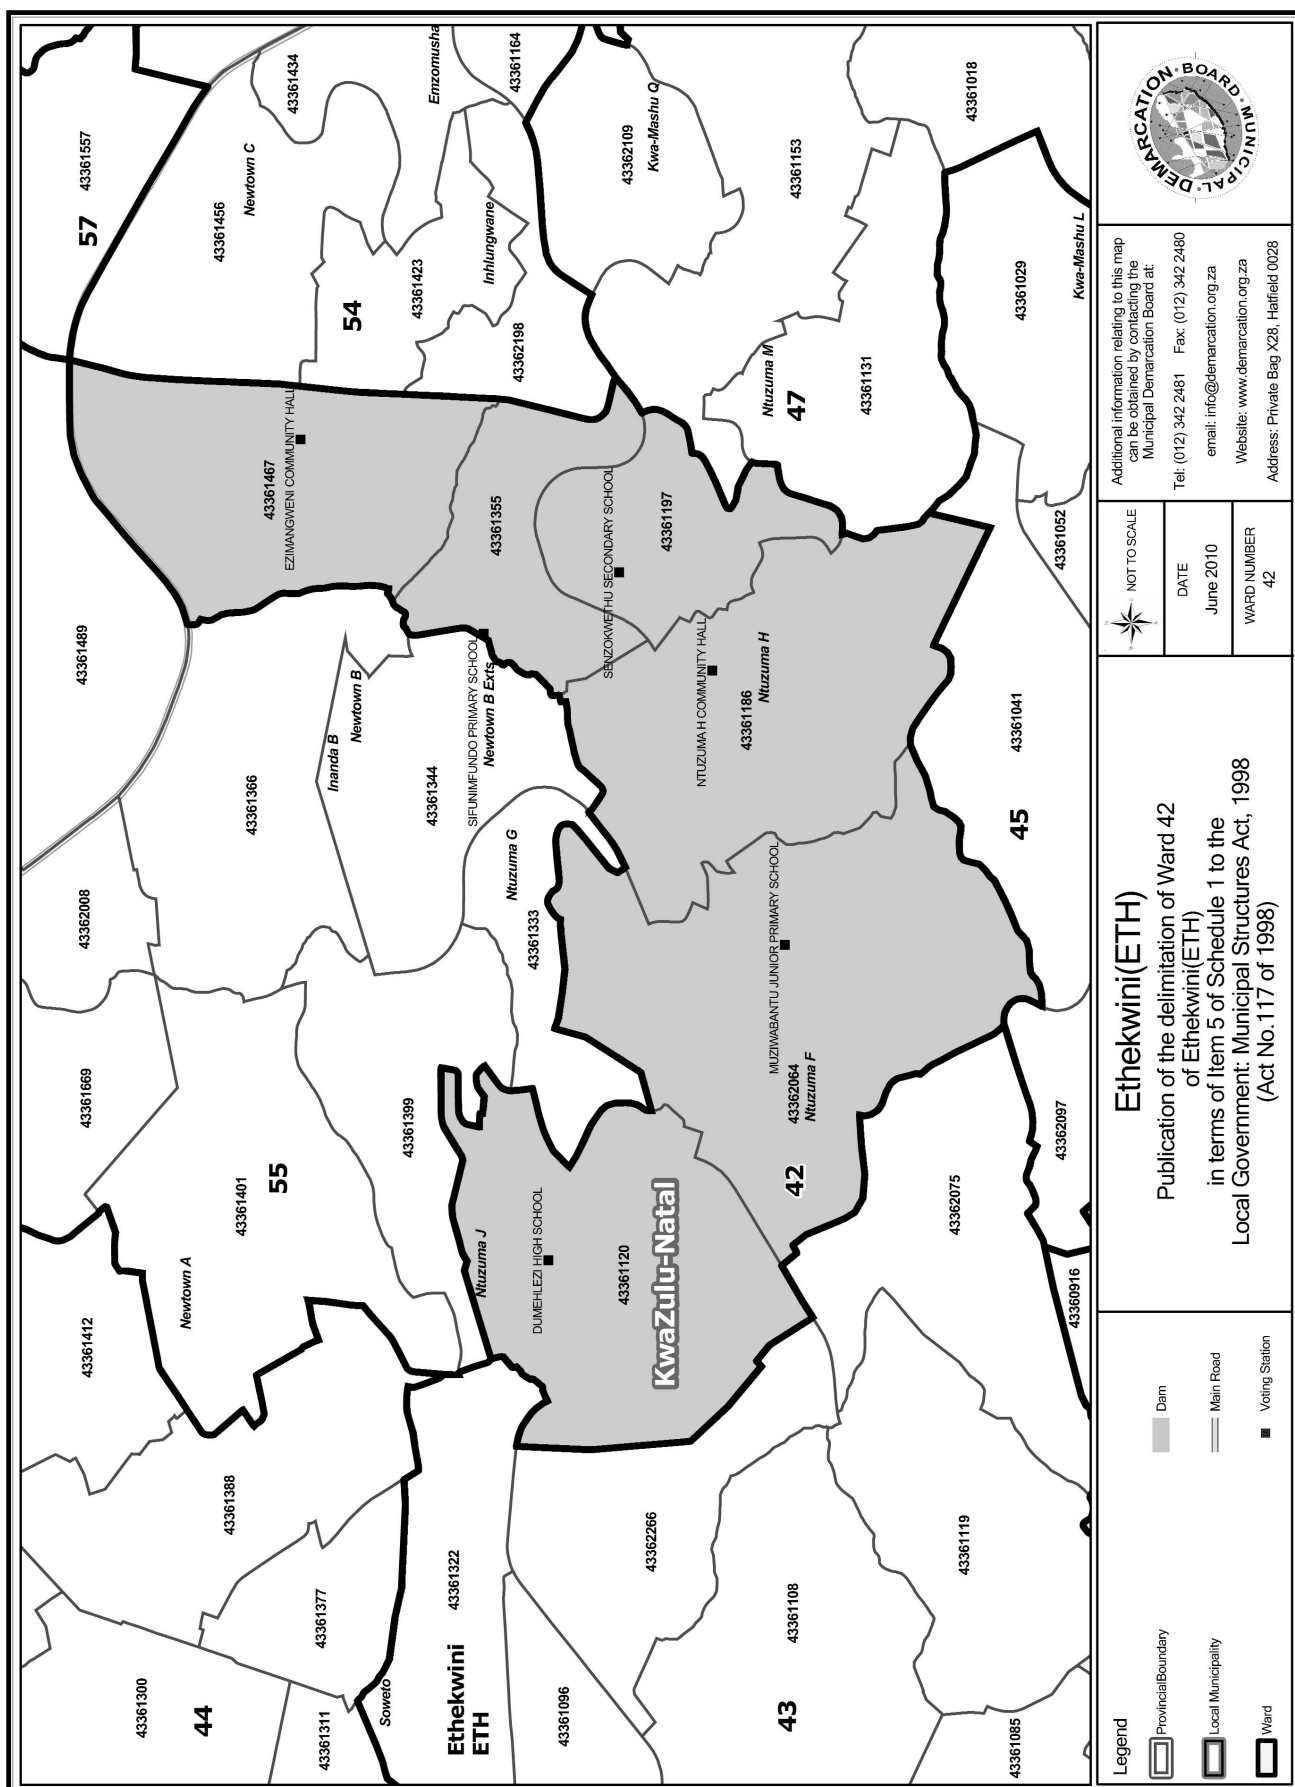 43361557
57
43361456
Newtown C
43361434
Emzomusha
43361164
43362109
Kwa-Mashu Q
43361153
43361018
54
43361423
Inhlungwane
43362198
Ntuzuma M
47
43361131
43361029
Kwa-Mashu L
43361489
43361467
EZIMANGWENI COMMUNITY HALL
43361355
SENZOKWETHU SECONDARY SCHOOL
43361197
43361052
43361366
Inanda B
Newtown B
43361344
SIFUNIMFUNDO PRIMARY SCHOOL
Newtown B Exts
NTUZUMA H COMMUNITY HALL
43361186
Ntuzuma H
43361041
45
43362008
Ntuzuma G
43361333
MUZIWABANTU JUNIOR PRIMARY SCHOOL
43362064
Ntuzuma F
42
43361669
43361401
55
43361399
43362097
43362075
43361412
Newtown A
Ntuzuma J
DUMEHLEZI HIGH SCHOOL
43361120
KwaZulu-Natal
43360916
43361388
43361377
43361322
43362266
43361108
43361119
43361300
44
43361311
Soweto
Ethekwini
ETH
43361096
43
43361085
Legend
ProvincialBoundary
Local Municipality
Ward
Dam
Main Road
Voting Station
Ethekwini(ETH)
Publication of the delimitation of Ward 42
of Ethekwini(ETH)
in terms of Item 5 of Schedule 1 to the
Local Government: Municipal Structures Act, 1998
(Act No.117 of 1998)
NOT TO SCALE
DATE
June 2010
WARD NUMBER
42
Additional information relating to this map
can be obtained by contacting the
Municipal Demarcation Board at:
Tel: (012) 342 2481 Fax: (012) 342 2480
email: info@demarcation.org.za
Website: www.demarcation.org.za
Address: Private Bag X28, Hatfield 0028
MUNICIPAL · DEMARCATION · BOARD ·